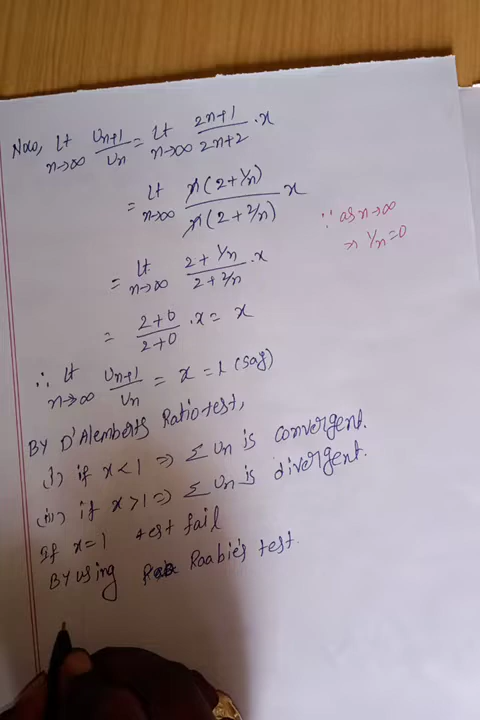 Now, Lt n→∞ Un+1/Un = Lt n→∞ 2n+1/2n+2 . x
= Lt n→∞ n(2+1/n)/n(2+2/n) x
∵ as n→∞
⇒ 1/n=0
= Lt n→∞ 2+1/n/2+2/n . x
= 2+0/2+0 . x = x
∴ Lt n→∞ Un+1/Un = x = l (say)
BY D'Alemberts Ratio test,
(i) if x<1 ⇒ Σ Un is convergent.
(ii) if x>1 ⇒ Σ Un is divergent.
If x=1 test fail
BY using Raabie's test.